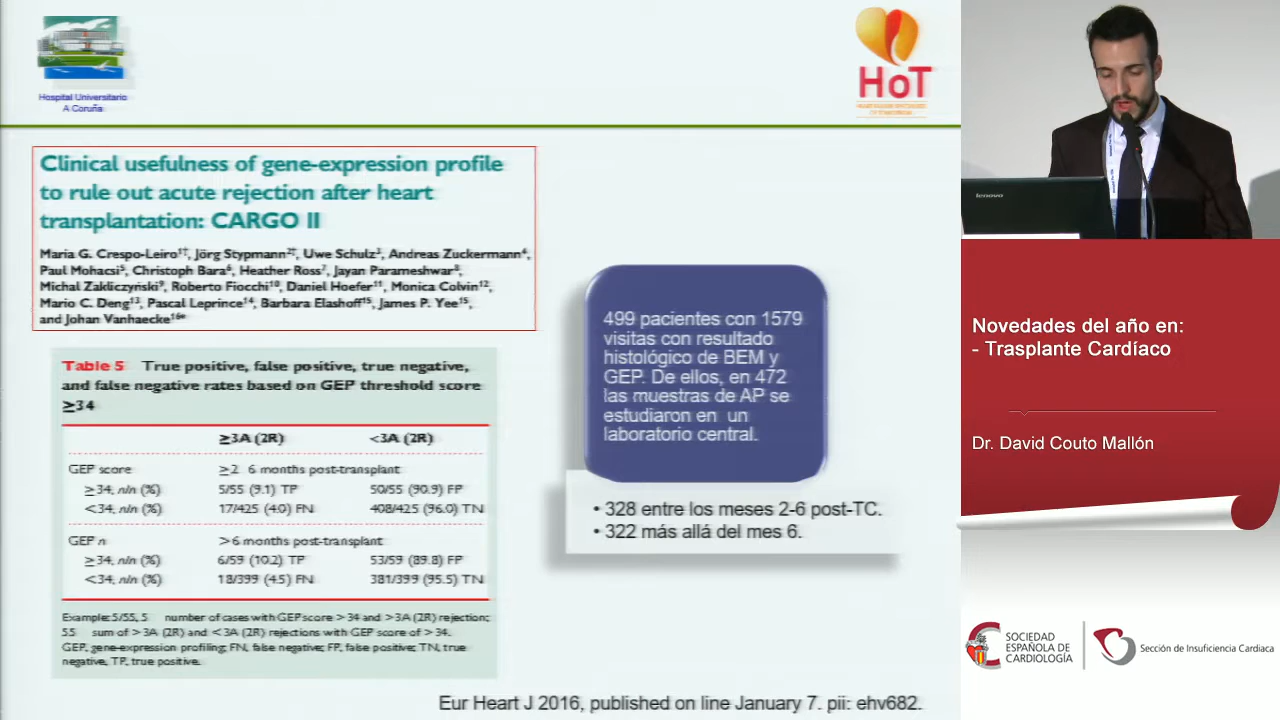 Hospital Universitario
A Coruña
HoT
Clinical usefulness of gene-expression profile
to rule out acute rejection after heart
transplantation: CARGO II
Maria G. Crespo-Leiro¹†, Jörg Stypmann²†, Uwe Schulz³, Andreas Zuckermann⁴,
Paul Mohacsi⁵, Christoph Bara⁶, Heather Ross⁷, Jayan Parameshwar⁸,
Michal Zakliczyński⁹, Roberto Fiocchi¹⁰, Daniel Hoefer¹¹, Monica Colvin¹²,
Mario C. Deng¹³, Pascal Leprince¹⁴, Barbara Elashoff¹⁵, James P. Yee¹⁵,
and Johan Vanhaecke¹⁶*
Table 5 True positive, false positive, true negative,
and false negative rates based on GEP threshold score
≥34
≥3A (2R) <3A (2R)
GEP score ≥2 6 months post-transplant
≥34, n/n (%) 5/55 (9.1) TP 50/55 (90.9) FP
<34, n/n (%) 17/425 (4.0) FN 408/425 (96.0) TN
GEP n >6 months post-transplant
≥34, n/n (%) 6/59 (10.2) TP 53/59 (89.8) FP
<34, n/n (%) 18/399 (4.5) FN 381/399 (95.5) TN
Example: 5/55, 5 number of cases with GEP score > 34 and >3A (2R) rejection;
55 sum of >3A (2R) and <3A (2R) rejections with GEP score of > 34.
GEP, gene-expression profiling; FN, false negative; FP, false positive; TN, true
negative, TP, true positive.
499 pacientes con 1579
visitas con resultado
histológico de BEM y
GEP. De ellos, en 472
las muestras de AP se
estudiaron en un
laboratorio central.
• 328 entre los meses 2-6 post-TC.
• 322 más allá del mes 6.
Eur Heart J 2016, published on line January 7. pii: ehv682.
lenovo
Novedades del año en:
- Trasplante Cardíaco
Dr. David Couto Mallón
SOCIEDAD
ESPAÑOLA DE
CARDIOLOGÍA
Sección de Insuficiencia Cardiaca